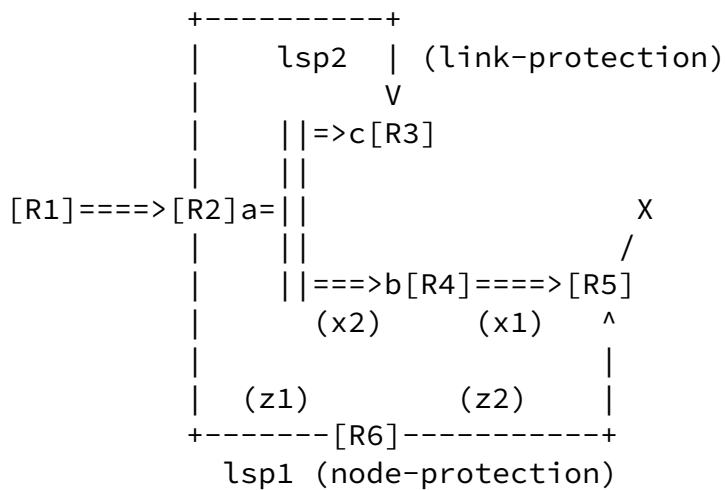 +----------+
|    lsp2  | (link-protection)
|          V
|    ||=>c[R3]
|    ||
[R1]====>[R2]a=||                  X
|    ||                 /
|    ||===>b[R4]====>[R5]
|      (x2)     (x1)   ^
|                      |
|  (z1)        (z2)    |
+-------[R6]-----------+
lsp1 (node-protection)